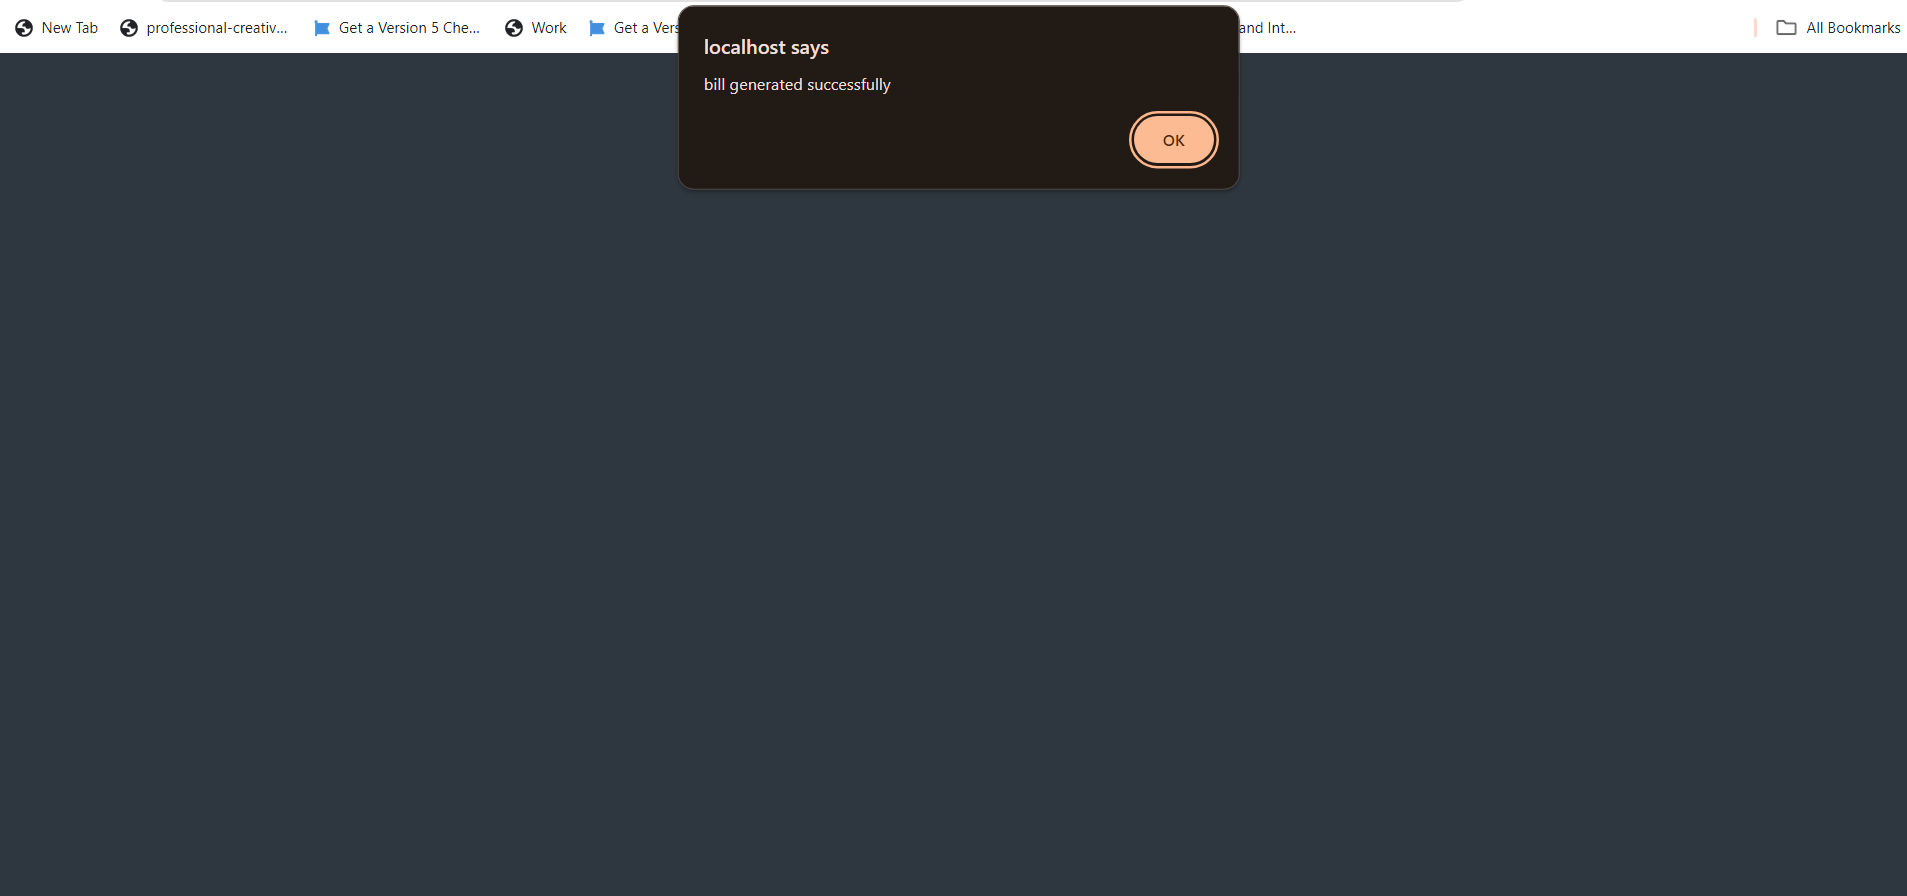 New Tab professional-creativ... Get a Version 5 Che... Work Get a Vers and Int... All Bookmarks
localhost says
bill generated successfully
OK